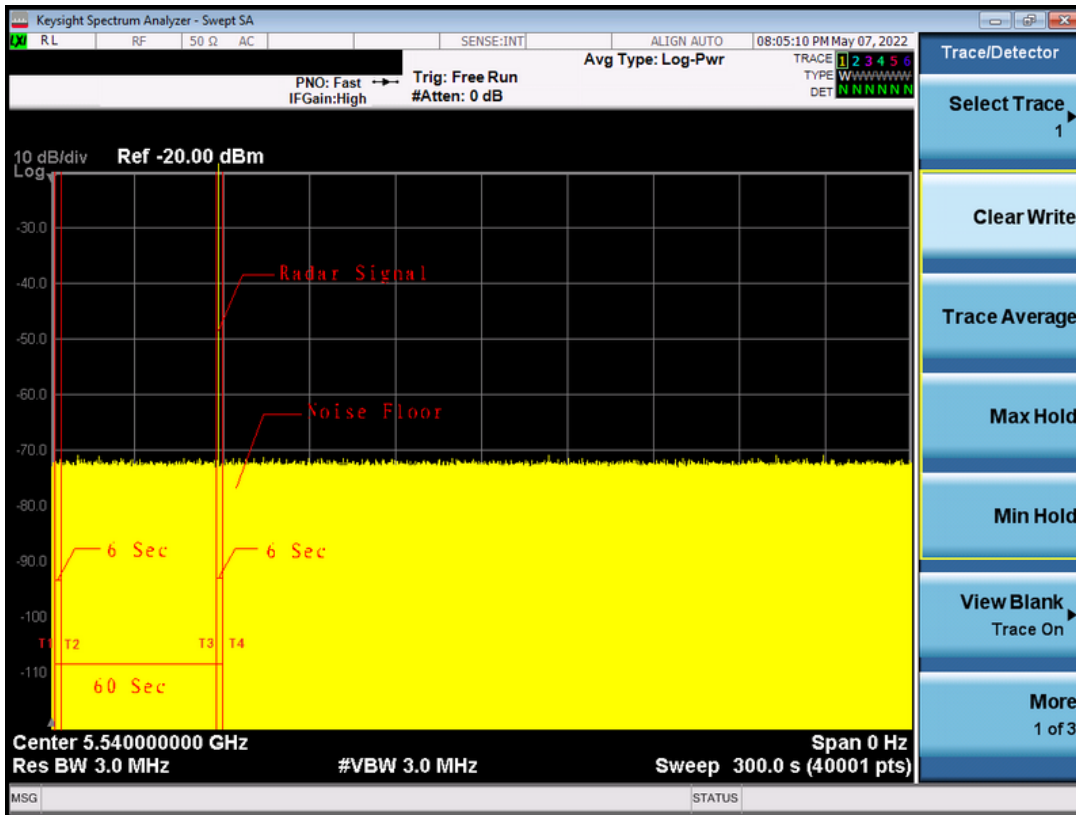 Keysight Spectrum Analyzer - Swept SA
LXI RL RF 50 Ω AC SENSE:INT ALIGN AUTO 08:05:10 PM May 07, 2022
PNO: Fast
IFGain:High
Trig: Free Run
#Atten: 0 dB
Avg Type: Log-Pwr
TRACE 1 2 3 4 5 6
TYPE WWWWWW
DET N N N N N N
10 dB/div Ref -20.00 dBm
Log
-30.0
-40.0
-50.0
-60.0
-70.0
-80.0
-90.0
-100
-110
Radar Signal
Noise Floor
6 Sec
6 Sec
T1 T2 T3 T4
60 Sec
Center 5.540000000 GHz Span 0 Hz
Res BW 3.0 MHz #VBW 3.0 MHz Sweep 300.0 s (40001 pts)
MSG STATUS
Trace/Detector
Select Trace
1
Clear Write
Trace Average
Max Hold
Min Hold
View Blank
Trace On
More
1 of 3